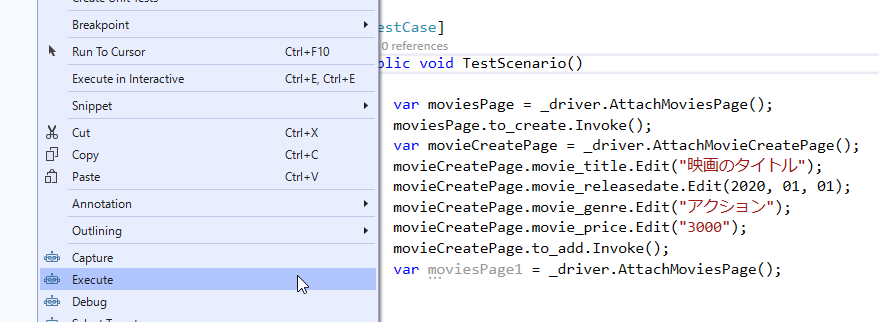 Create Unit Tests
Breakpoint
Run To Cursor Ctrl+F10
Execute in Interactive Ctrl+E, Ctrl+E
Snippet
Cut Ctrl+X
Copy Ctrl+C
Paste Ctrl+V
Annotation
Outlining
Capture
Execute
Debug
estCase]
0 references
blic void TestScenario()
var moviesPage = _driver.AttachMoviesPage();
moviesPage.to_create.Invoke();
var movieCreatePage = _driver.AttachMovieCreatePage();
movieCreatePage.movie_title.Edit("映画のタイトル");
movieCreatePage.movie_releasedate.Edit(2020, 01, 01);
movieCreatePage.movie_genre.Edit("アクション");
movieCreatePage.movie_price.Edit("3000");
movieCreatePage.to_add.Invoke();
var moviesPage1 = _driver.AttachMoviesPage();